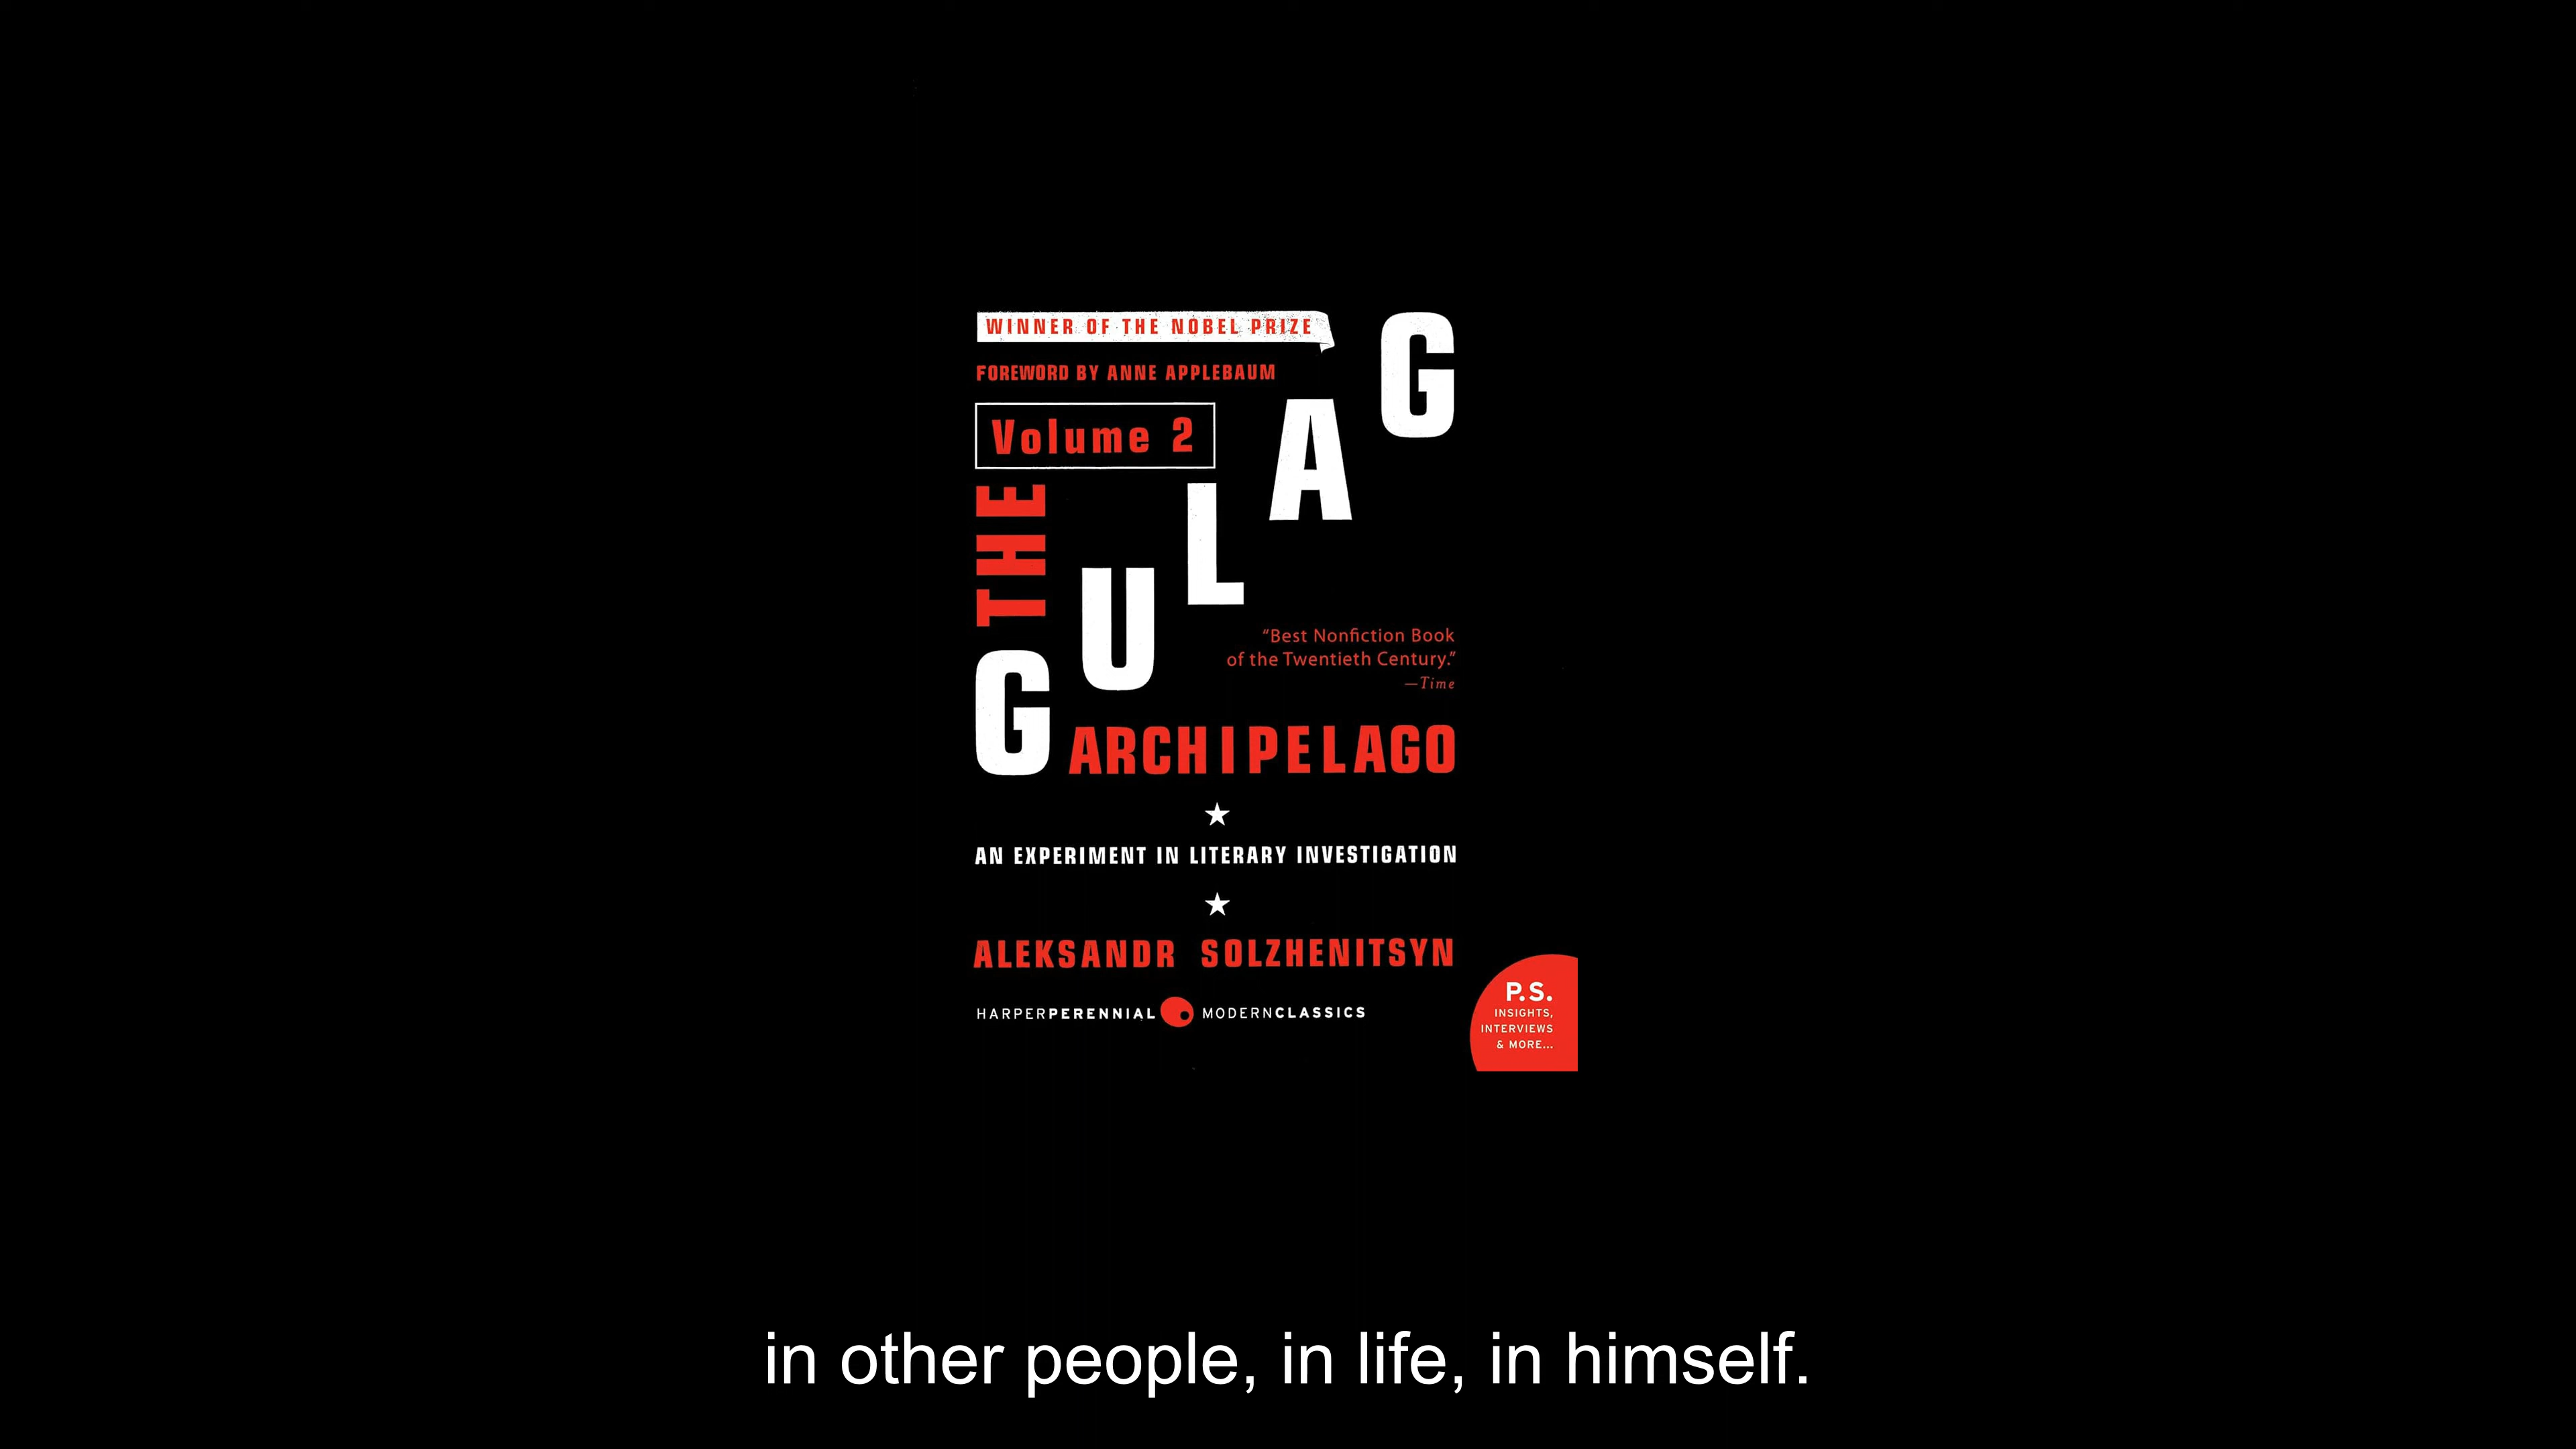 WINNER OF THE NOBEL PRIZE
FOREWORD BY ANNE APPLEBAUM
Volume 2
THE
GULAG
ARCHIPELAGO
“Best Nonfiction Book
of the Twentieth Century.”
—Time
AN EXPERIMENT IN LITERARY INVESTIGATION
ALEKSANDR SOLZHENITSYN
HARPERPERENNIAL MODERNCLASSICS
P.S.
INSIGHTS,
INTERVIEWS
& MORE...
in other people, in life, in himself.